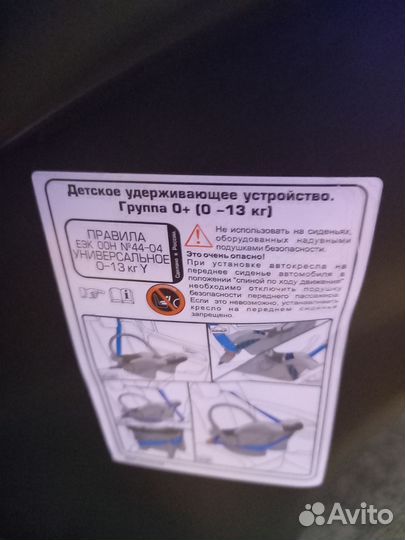 Детское удерживающее устройство.
Группа 0+ (0 –13 кг)
ПРАВИЛА
ЕЭК ООН №44-04
УНИВЕРСАЛЬНОЕ
0-13 кг Y
Сделано в России
Не использовать на сиденьях,
оборудованных надувными
подушками безопасности.
Это очень опасно!
При установке автокресла на
переднее сиденье автомобиля в
положении "спиной по ходу движения"
необходимо отключить подушку
безопасности переднего пассажира.
Если это невозможно, устанавливать
кресло на переднем сиденье
запрещено.
Avito